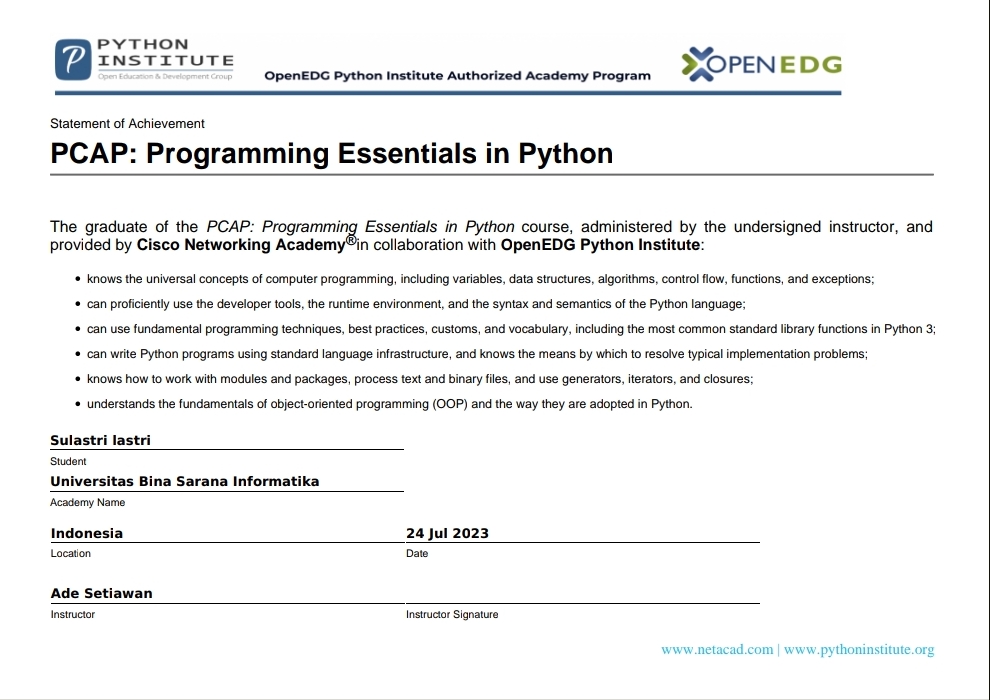 PYTHON
INSTITUTE
Open Education & Development Group
OpenEDG Python Institute Authorized Academy Program
OPENEDG
Statement of Achievement
PCAP: Programming Essentials in Python
The graduate of the PCAP: Programming Essentials in Python course, administered by the undersigned instructor, and
provided by Cisco Networking Academy®in collaboration with OpenEDG Python Institute:
• knows the universal concepts of computer programming, including variables, data structures, algorithms, control flow, functions, and exceptions;
• can proficiently use the developer tools, the runtime environment, and the syntax and semantics of the Python language;
• can use fundamental programming techniques, best practices, customs, and vocabulary, including the most common standard library functions in Python 3;
• can write Python programs using standard language infrastructure, and knows the means by which to resolve typical implementation problems;
• knows how to work with modules and packages, process text and binary files, and use generators, iterators, and closures;
• understands the fundamentals of object-oriented programming (OOP) and the way they are adopted in Python.
Sulastri lastri
Student
Universitas Bina Sarana Informatika
Academy Name
Indonesia 24 Jul 2023
Location Date
Ade Setiawan
Instructor Instructor Signature
www.netacad.com | www.pythoninstitute.org